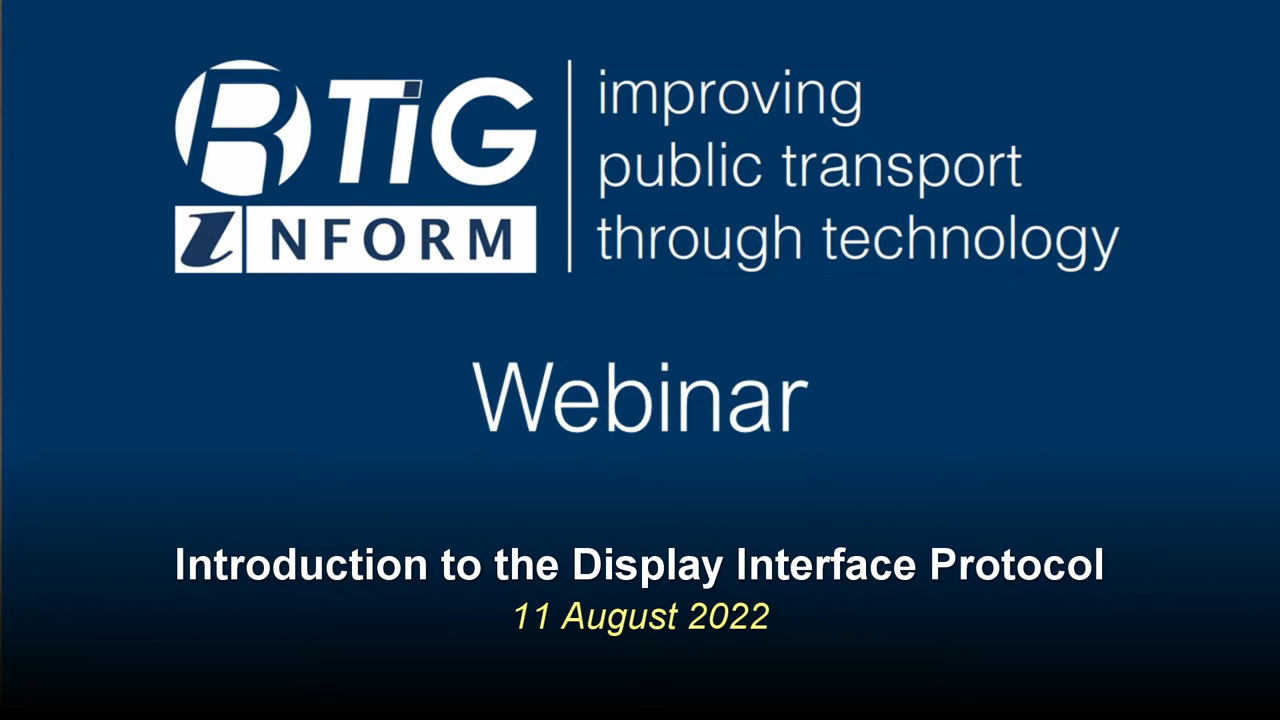 RTiG
iNFORM
improving
public transport
through technology
Webinar
Introduction to the Display Interface Protocol
11 August 2022